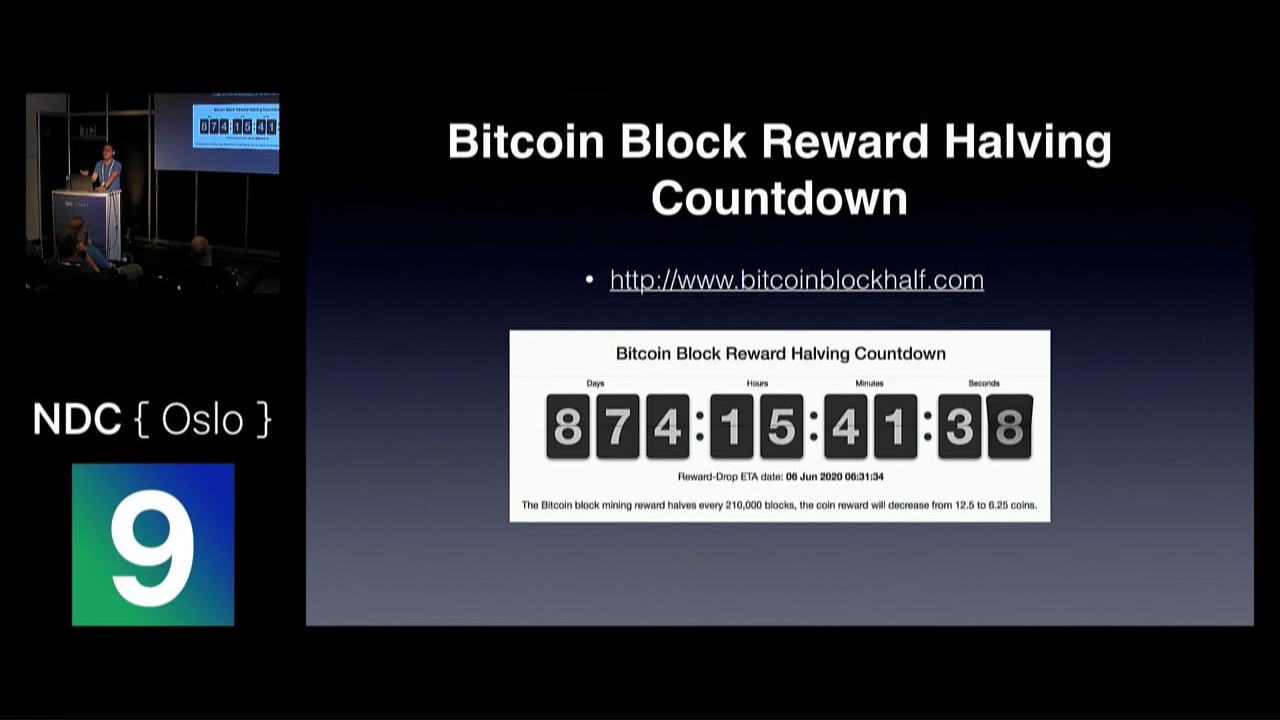 Bitcoin Block Reward Halving
Countdown
• http://www.bitcoinblockhalf.com
Bitcoin Block Reward Halving Countdown
Days Hours Minutes Seconds
874:15:41:38
Reward-Drop ETA date: 06 Jun 2020 06:31:34
The Bitcoin block mining reward halves every 210,000 blocks, the coin reward will decrease from 12.5 to 6.25 coins.
NDC { Oslo }
9
874:15:41: